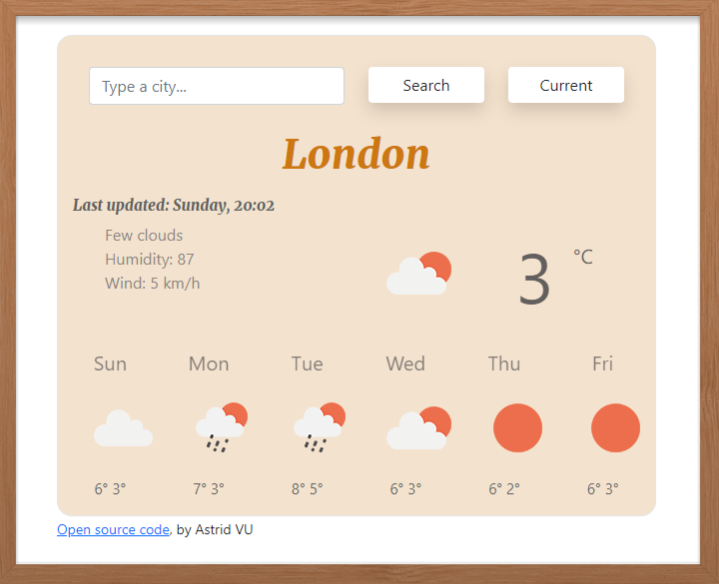 Type a city...
Search
Current
London
Last updated: Sunday, 20:02
Few clouds
Humidity: 87
Wind: 5 km/h
3 °C
Sun Mon Tue Wed Thu Fri
6° 3° 7° 3° 8° 5° 6° 3° 6° 2° 6° 3°
Open source code, by Astrid VU